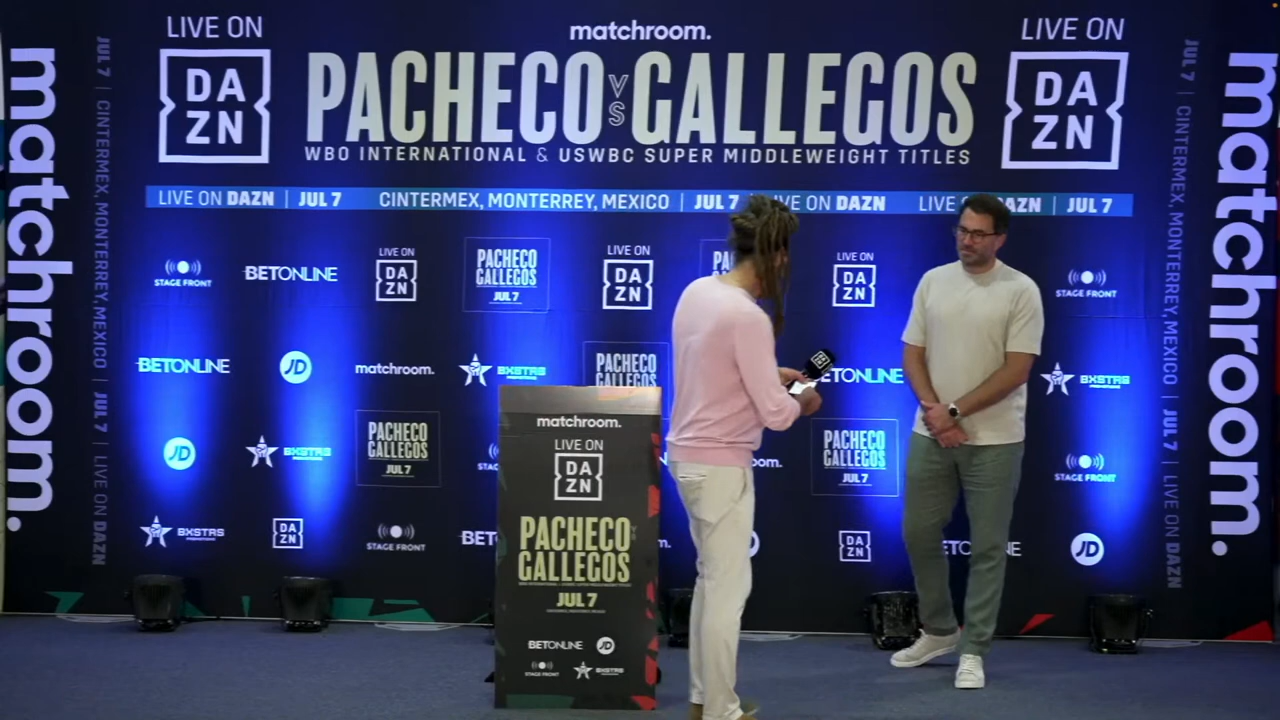 LIVE ON
DAZN
matchroom.
PACHECO VS GALLEGOS
WBO INTERNATIONAL & USWBC SUPER MIDDLEWEIGHT TITLES
LIVE ON
DAZN
matchroom.
JUL 7 | CINTERMEX, MONTERREY, MEXICO | JUL 7 | LIVE ON DAZN
LIVE ON DAZN | JUL 7 CINTERMEX, MONTERREY, MEXICO | JUL 7 LIVE ON DAZN LIVE DAZN | JUL 7
JUL 7 | CINTERMEX, MONTERREY, MEXICO | JUL 7 | LIVE ON DAZN
matchroom.
STAGE FRONT
BETONLINE
LIVE ON
DAZN
PACHECO
GALLEGOS
JUL 7
LIVE ON
DAZN
LIVE ON
DAZN
STAGE FRONT
BETONLINE
JD
matchroom.
BXSTRS
PACHECO
GALLEGOS
BXSTRS
JD
BXSTRS
PACHECO
GALLEGOS
JUL 7
PACHECO
GALLEGOS
JUL 7
STAGE FRONT
BXSTRS
DAZN
STAGE FRONT
DAZN
JD
matchroom.
LIVE ON
DAZN
PACHECO VS
GALLEGOS
JUL 7
BETONLINE
JD
STAGE FRONT
BXSTRS
DAZN